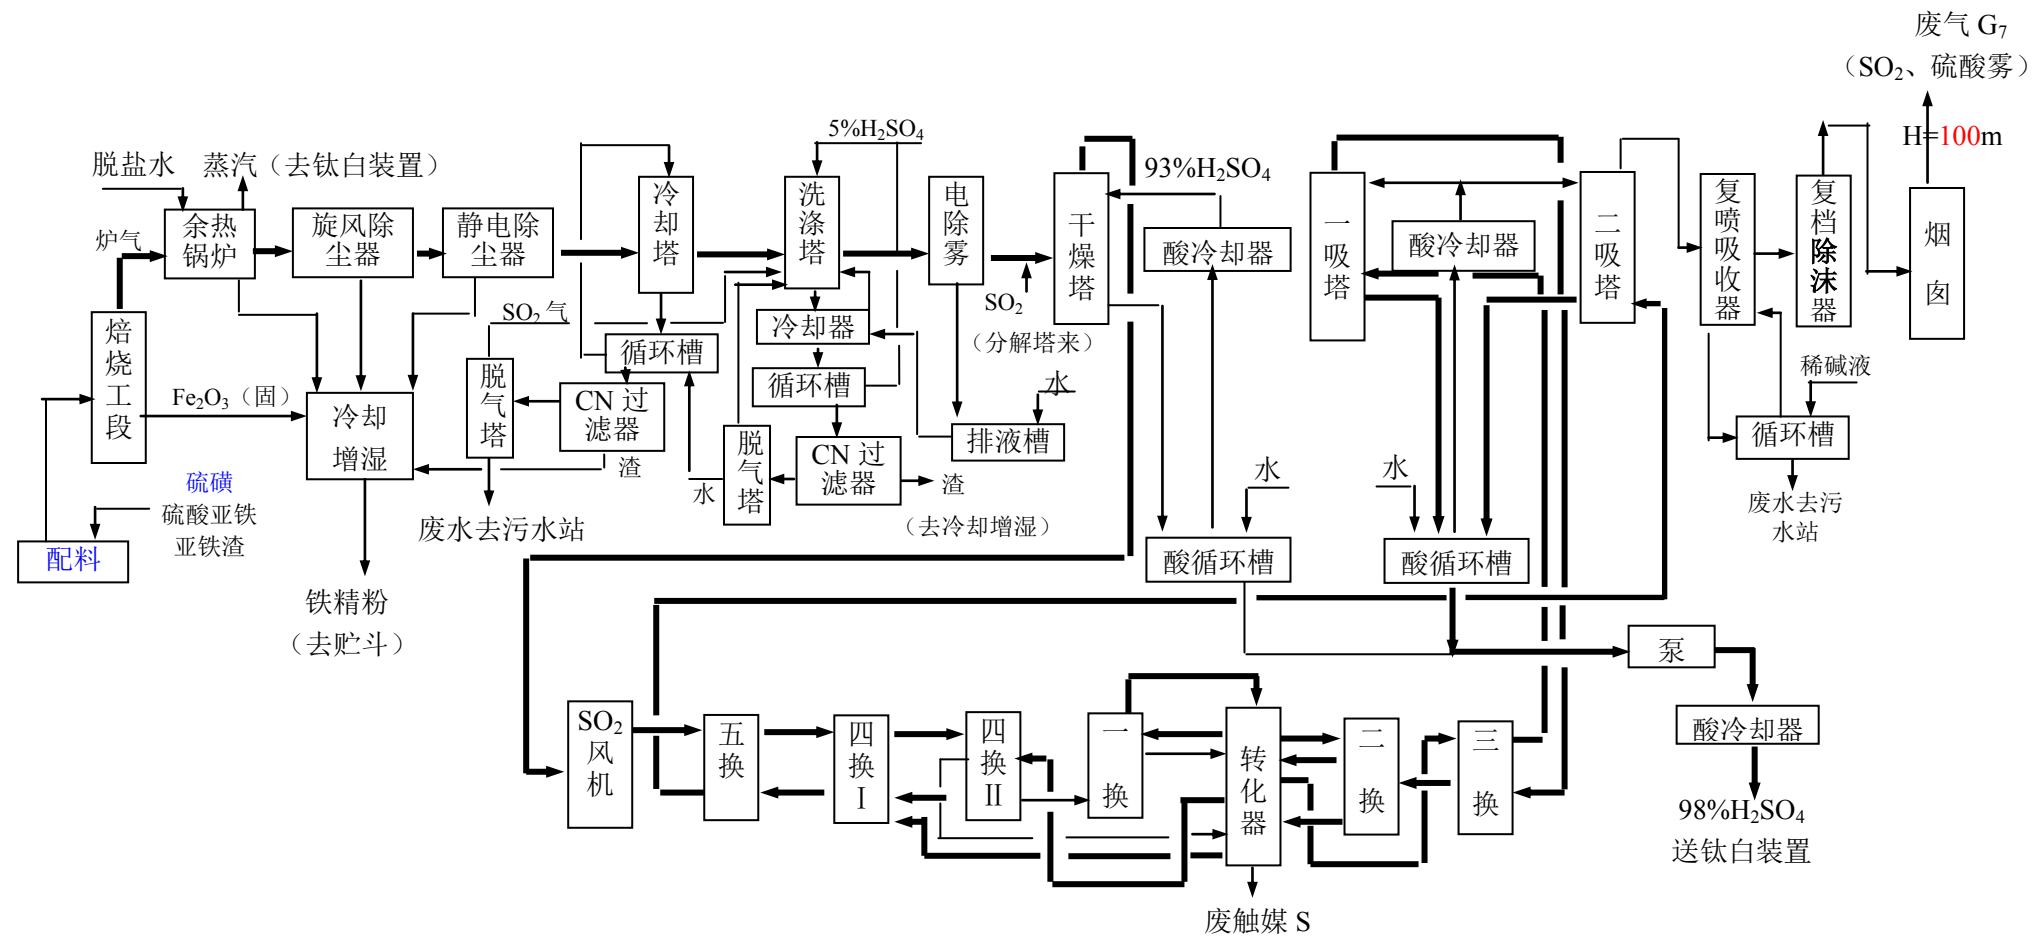 废气 G₇
（SO₂、硫酸雾）
H=100m
5%H₂SO₄
脱盐水
蒸汽（去钛白装置）
93%H₂SO₄
炉气
余热
锅炉
旋风除
尘器
静电除
尘器
冷
却
塔
洗
涤
塔
电
除
雾
干
燥
塔
酸冷却器
一
吸
塔
酸冷却器
二
吸
塔
复
喷
吸
收
器
复
档
除
沫
器
烟
囱
SO₂
（分解塔来）
SO₂气
焙
烧
工
段
Fe₂O₃（固）
冷却
增湿
脱
气
塔
循环槽
CN 过
滤器
渣
冷却器
循环槽
脱
气
塔
水
CN 过
滤器
渣
（去冷却增湿）
水
排液槽
稀碱液
循环槽
废水去污
水站
硫磺
硫酸亚铁
亚铁渣
配料
废水去污水站
铁精粉
（去贮斗）
水
酸循环槽
水
酸循环槽
泵
酸冷却器
98%H₂SO₄
送钛白装置
SO₂
风
机
五
换
四
换
Ⅰ
四
换
Ⅱ
一
换
转
化
器
二
换
三
换
废触媒 S